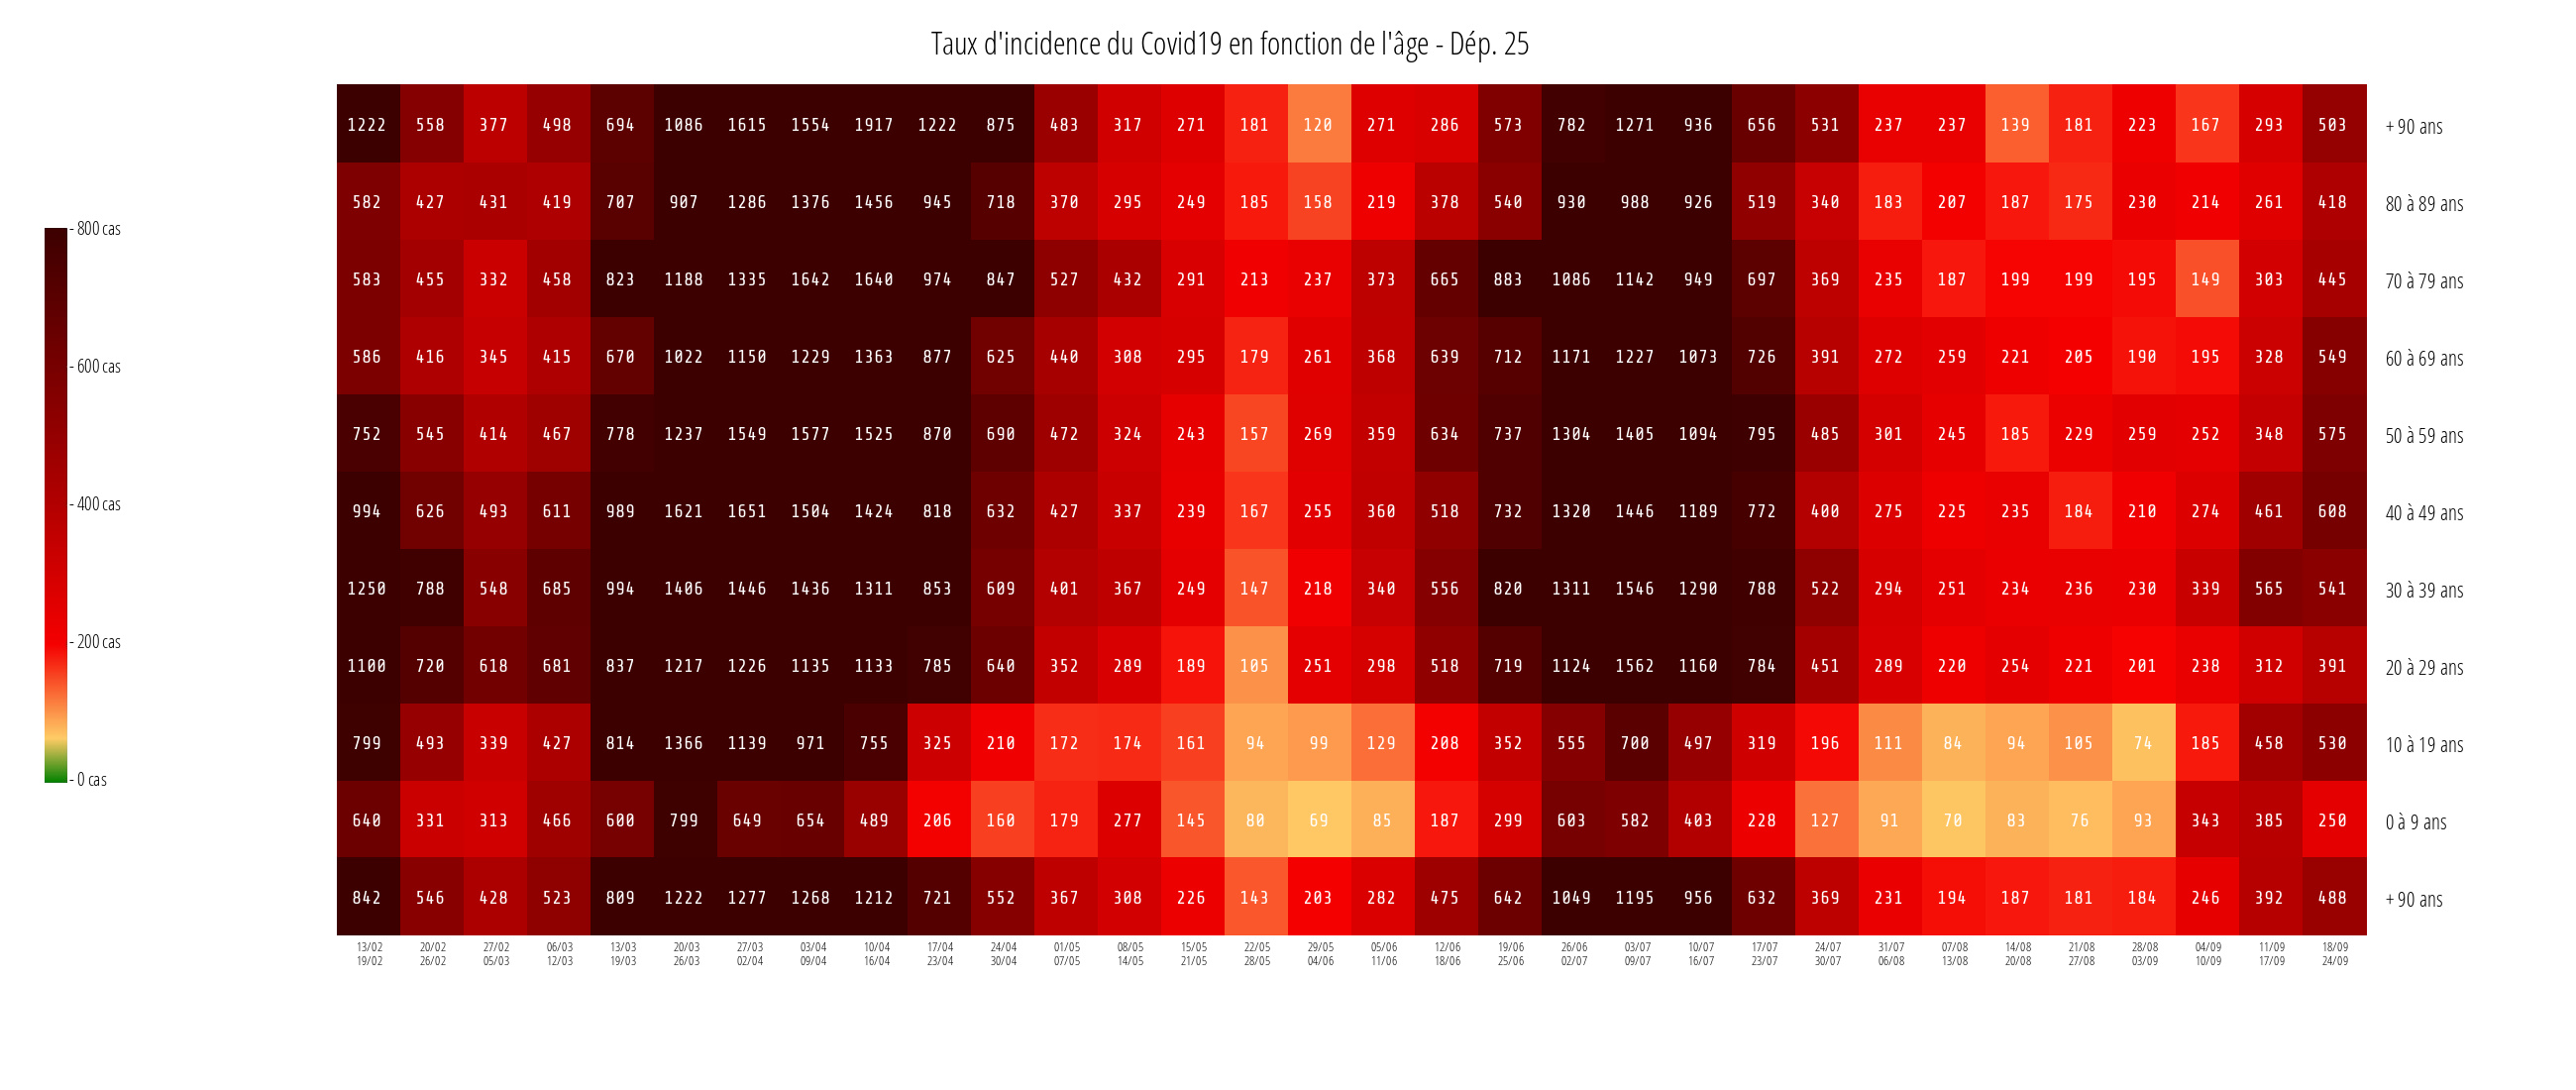 Taux d'incidence du Covid19 en fonction de l'âge - Dép. 25
- 800 cas
- 600 cas
- 400 cas
- 200 cas
- 0 cas
1222 558 377 498 694 1086 1615 1554 1917 1222 875 483 317 271 181 120 271 286 573 782 1271 936 656 531 237 237 139 181 223 167 293 503 + 90 ans
582 427 431 419 707 907 1286 1376 1456 945 718 370 295 249 185 158 219 378 540 930 988 926 519 340 183 207 187 175 230 214 261 418 80 à 89 ans
583 455 332 458 823 1188 1335 1642 1640 974 847 527 432 291 213 237 373 665 883 1086 1142 949 697 369 235 187 199 199 195 149 303 445 70 à 79 ans
586 416 345 415 670 1022 1150 1229 1363 877 625 440 308 295 179 261 368 639 712 1171 1227 1073 726 391 272 259 221 205 190 195 328 549 60 à 69 ans
752 545 414 467 778 1237 1549 1577 1525 870 690 472 324 243 157 269 359 634 737 1304 1405 1094 795 485 301 245 185 229 259 252 348 575 50 à 59 ans
994 626 493 611 989 1621 1651 1504 1424 818 632 427 337 239 167 255 360 518 732 1320 1446 1189 772 400 275 225 235 184 210 274 461 608 40 à 49 ans
1250 788 548 685 994 1406 1446 1436 1311 853 609 401 367 249 147 218 340 556 820 1311 1546 1290 788 522 294 251 234 236 230 339 565 541 30 à 39 ans
1100 720 618 681 837 1217 1226 1135 1133 785 640 352 289 189 105 251 298 518 719 1124 1562 1160 784 451 289 220 254 221 201 238 312 391 20 à 29 ans
799 493 339 427 814 1366 1139 971 755 325 210 172 174 161 94 99 129 208 352 555 700 497 319 196 111 84 94 105 74 185 458 530 10 à 19 ans
640 331 313 466 600 799 649 654 489 206 160 179 277 145 80 69 85 187 299 603 582 403 228 127 91 70 83 76 93 343 385 250 0 à 9 ans
842 546 428 523 809 1222 1277 1268 1212 721 552 367 308 226 143 203 282 475 642 1049 1195 956 632 369 231 194 187 181 184 246 392 488 + 90 ans
13/02 20/02 27/02 06/03 13/03 20/03 27/03 03/04 10/04 17/04 24/04 01/05 08/05 15/05 22/05 29/05 05/06 12/06 19/06 26/06 03/07 10/07 17/07 24/07 31/07 07/08 14/08 21/08 28/08 04/09 11/09 18/09
19/02 26/02 05/03 12/03 19/03 26/03 02/04 09/04 16/04 23/04 30/04 07/05 14/05 21/05 28/05 04/06 11/06 18/06 25/06 02/07 09/07 16/07 23/07 30/07 06/08 13/08 20/08 27/08 03/09 10/09 17/09 24/09